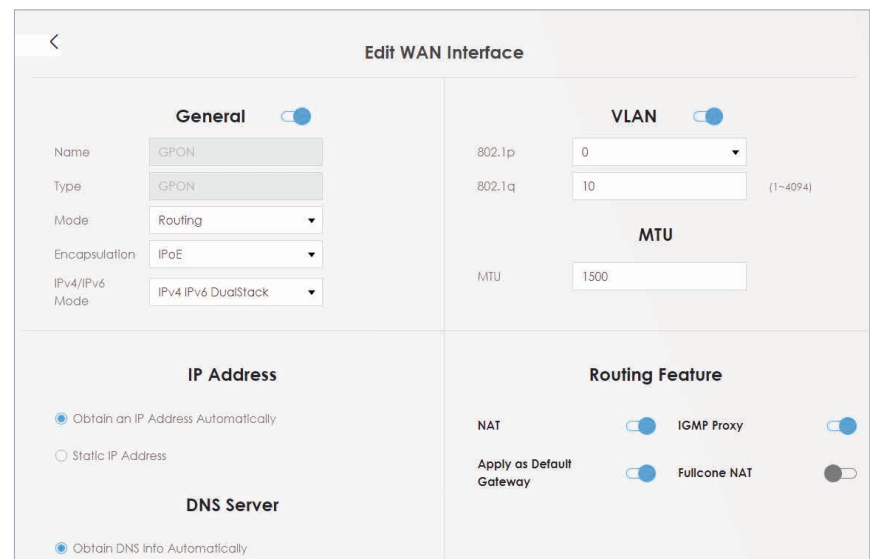 Edit WAN Interface
General
Name GPON
Type GPON
Mode Routing
Encapsulation IPoE
IPv4/IPv6
Mode
IPv4 IPv6 DualStack
VLAN
802.1p 0
802.1q 10 (1~4094)
MTU
MTU 1500
IP Address
Obtain an IP Address Automatically
Static IP Address
DNS Server
Obtain DNS Info Automatically
Routing Feature
NAT IGMP Proxy
Apply as Default
Gateway
Fullcone NAT